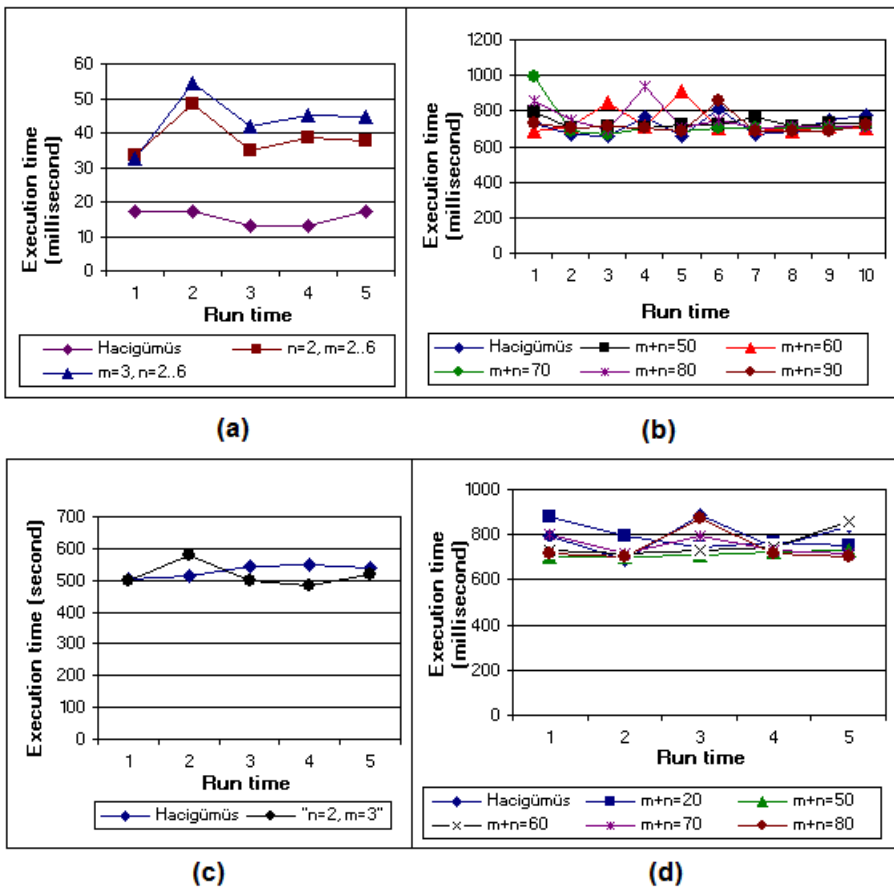 60
50
40
30
20
10
0
Execution time
(millisecond)
1 2 3 4 5
Run time
Hacigümüs n=2, m=2..6
m=3, n=2..6
(a)
1200
1000
800
600
400
200
0
Execution time
(millisecond)
1 2 3 4 5 6 7 8 9 10
Run time
Hacigümüs m+n=50 m+n=60
m+n=70 m+n=80 m+n=90
(b)
700
600
500
400
300
200
100
0
Execution time (second)
1 2 3 4 5
Run time
Hacigümüs "n=2, m=3"
(c)
1000
800
600
400
200
0
Execution time
(millisecond)
1 2 3 4 5
Run time
Hacigümüs m+n=20 m+n=50
m+n=60 m+n=70 m+n=80
(d)